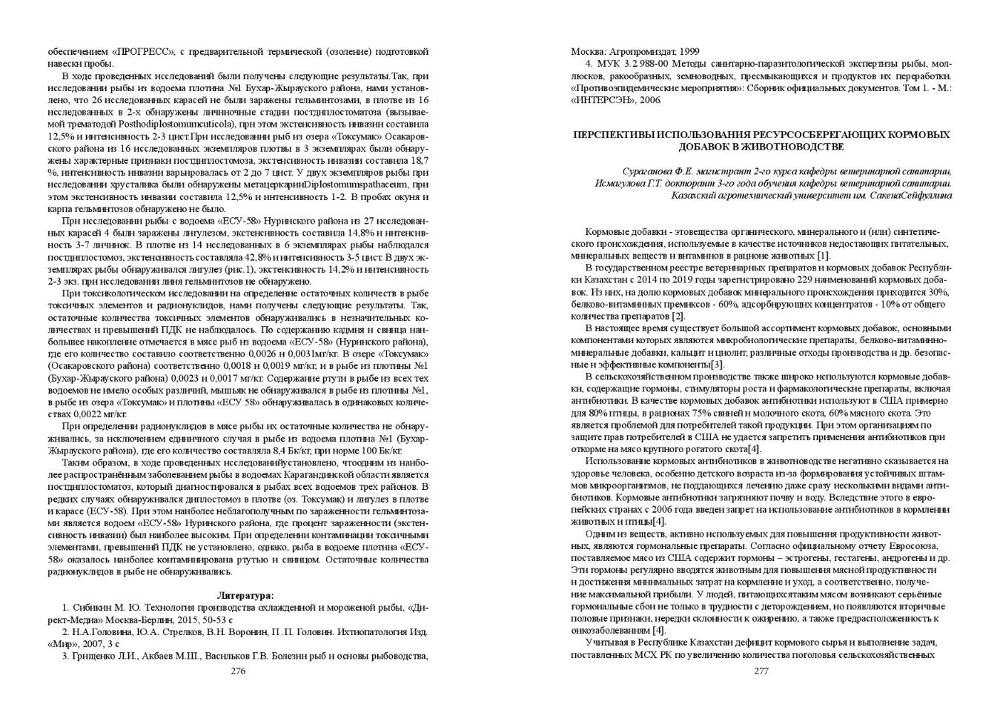 обеспечением «ПРОГРЕСС», с предварительной термической (озоление) подготовкой
навески пробы.
В ходе проведенных исследований были получены следующие результаты.Так, при
исследовании рыбы из водоема плотина №1 Бухар-Жырауского района, нами установ-
лено, что 26 исследованных карасей не были заражены гельминтозами, в плотве из 16
исследованных в 2-х обнаружены личиночные стадии постдиплостоматоза (вызывае-
мой трематодой Posthodiplostomumcuticola), при этом экстенсивность инвазии составила
12,5% и интенсивность 2-3 цист.При исследовании рыб из озера «Токсумак» Осакаров-
ского района из 16 исследованных экземпляров плотвы в 3 экземплярах были обнару-
жены характерные признаки постдиплостомоза, экстенсивность инвазии составила 18,7
%, интенсивность инвазии варьировалась от 2 до 7 цист. У двух экземпляров рыбы при
исследовании хрусталика были обнаружены метацеркарииDiplostomumspathaceum, при
этом экстенсивность инвазии составила 12,5% и интенсивность 1-2. В пробах окуня и
карпа гельминтозов обнаружено не было.
При исследовании рыбы с водоема «ЕСУ-58» Нуринского района из 27 исследован-
ных карасей 4 были заражены лигулезом, экстенсивность составила 14,8% и интенсив-
ность 3-7 личинок. В плотве из 14 исследованных в 6 экземплярах рыбы наблюдался
постдиплостомоз, экстенсивность составляла 42,8% и интенсивность 3-5 цист. В двух эк-
земплярах рыбы обнаруживался лигулез (рис.1), экстенсивность 14,2% и интенсивность
2-3 экз. при исследовании линя гельминтозов не обнаружено.
При токсикологическом исследовании на определение остаточных количеств в рыбе
токсичных элементов и радионуклидов, нами получены следующие результаты. Так,
остаточные количества токсичных элементов обнаруживались в незначительных ко-
личествах и превышений ПДК не наблюдалось. По содержанию кадмия и свинца наи-
большее накопление отмечается в мясе рыб из водоема «ЕСУ-58» (Нуринского района),
где его количество составило соответственно 0,0026 и 0,0031мг/кг. В озере «Токсумак»
(Осакаровского района) соответственно 0,0018 и 0,0019 мг/кг, и в рыбе из плотины №1
(Бухар-Жырауского района) 0,0023 и 0,0017 мг/кг. Содержание ртути в рыбе из всех тех
водоемов не имело особых различий, мышьяк не обнаруживался в рыбе из плотины №1,
в рыбе из озера «Токсумак» и плотины «ЕСУ 58» обнаруживалась в одинаковых количе-
ствах 0,0022 мг/кг.
При определении радионуклидов в мясе рыбы их остаточные количества не обнару-
живались, за исключением единичного случая в рыбе из водоема плотина №1 (Бухар-
Жырауского района), где его количество составляла 8,4 Бк/кг, при норме 100 Бк/кг.
Таким образом, в ходе проведенных исследованийустановлено, чтоодним из наибо-
лее распространённым заболеванием рыбы в водоемах Карагандинской области является
постдиплостоматоз, который диагностировался в рыбах всех водоемов трех районов. В
редких случаях обнаруживался диплостомоз в плотве (оз. Токсумак) и лигулез в плотве
и карасе (ЕСУ-58). При этом наиболее неблагополучным по зараженности гельминтоза-
ми является водоем «ЕСУ-58» Нуринского района, где процент зараженности (экстен-
сивность инвазии) был наиболее высоким. При определении контаминации токсичными
элементами, превышений ПДК не установлено, однако, рыба в водоеме плотина «ЕСУ-
58» оказалось наиболее контаминирована ртутью и свинцом. Остаточные количества
радионуклидов в рыбе не обнаруживались.
Литература:
1. Сибикин М. Ю. Технология производства охлажденной и мороженой рыбы, «Ди-
рект-Медиа» Москва-Берлин, 2015, 50-53 с
2. Н.А.Головина, Ю.А. Стрелков, В.Н. Воронин, П .П. Головин. Ихтиопатология Изд.
«Мир», 2007, 3 с
3. Грищенко Л.И., Акбаев М.Ш., Васильков Г.В. Болезни рыб и основы рыбоводства,
276
Москва: Агропромиздат, 1999
4. МУК 3.2.988-00 Методы санитарно-паразитологической экспертизы рыбы, мол-
люсков, ракообразных, земноводных, пресмыкающихся и продуктов их переработки.
«Противоэпидемические мероприятия»: Сборник официальных документов. Том 1. - М.:
«ИНТЕРСЭН», 2006.
ПЕРСПЕКТИВЫ ИСПОЛЬЗОВАНИЯ РЕСУРСОСБЕРЕГАЮЩИХ КОРМОВЫХ
ДОБАВОК В ЖИВОТНОВОДСТВЕ
Сураганова Ф.Е. магистрант 2-го курса кафедры ветеринарной санитарии,
Исмагулова Г.Т. докторант 3-го года обучения кафедры ветеринарной санитарии.
Казахский агротехнический университет им. СакенаСейфуллина
Кормовые добавки - этовещества органического, минерального и (или) синтетиче-
ского происхождения, используемые в качестве источников недостающих питательных,
минеральных веществ и витаминов в рационе животных [1].
В государственном реестре ветеринарных препаратов и кормовых добавок Республи-
ки Казахстан с 2014 по 2019 годы зарегистрировано 229 наименований кормовых доба-
вок. Из них, на долю кормовых добавок минерального происхождения приходится 30%,
белково-витаминных премиксов - 60%, адсорбирующих концентратов - 10% от общего
количества препаратов [2].
В настоящее время существует большой ассортимент кормовых добавок, основными
компонентами которых являются микробиологические препараты, белково-витаминно-
минеральные добавки, кальцит и циолит, различные отходы производства и др. безопас-
ные и эффективные компоненты[3].
В сельскохозяйственном производстве также широко используются кормовые добав-
ки, содержащие гормоны, стимуляторы роста и фармакологические препараты, включая
антибиотики. В качестве кормовых добавок антибиотики используют в США примерно
для 80% птицы, в рационах 75% свиней и молочного скота, 60% мясного скота. Это
является проблемой для потребителей такой продукции. При этом организациям по
защите прав потребителей в США не удается запретить применения антибиотиков при
откорме на мясо крупного рогатого скота[4].
Использование кормовых антибиотиков в животноводстве негативно сказывается на
здоровье человека, особенно детского возраста из-за формирования устойчивых штам-
мов микроорганизмов, не поддающихся лечению даже сразу несколькими видами анти-
биотиков. Кормовые антибиотики загрязняют почву и воду. Вследствие этого в евро-
пейских странах с 2006 года введен запрет на использование антибиотиков в кормлении
животных и птицы[4].
Одним из веществ, активно используемых для повышения продуктивности живот-
ных, являются гормональные препараты. Согласно официальному отчету Евросоюза,
поставляемое мясо из США содержит гормоны – эстрогены, гестагены, андрогены и др.
Эти гормоны регулярно вводятся животным для повышения мясной продуктивности
и достижения минимальных затрат на кормление и уход, а соответственно, получе-
ние максимальной прибыли. У людей, питающихсятаким мясом возникают серьёзные
гормональные сбои не только в трудности с деторождением, но появляются вторичные
половые признаки, нередки склонности к ожирению, а также предрасположенность к
онкозаболеваниям [4].
Учитывая в Республике Казахстан дефицит кормового сырья и выполнение задач,
поставленных МСХ РК по увеличению количества поголовья сельскохозяйственных
277